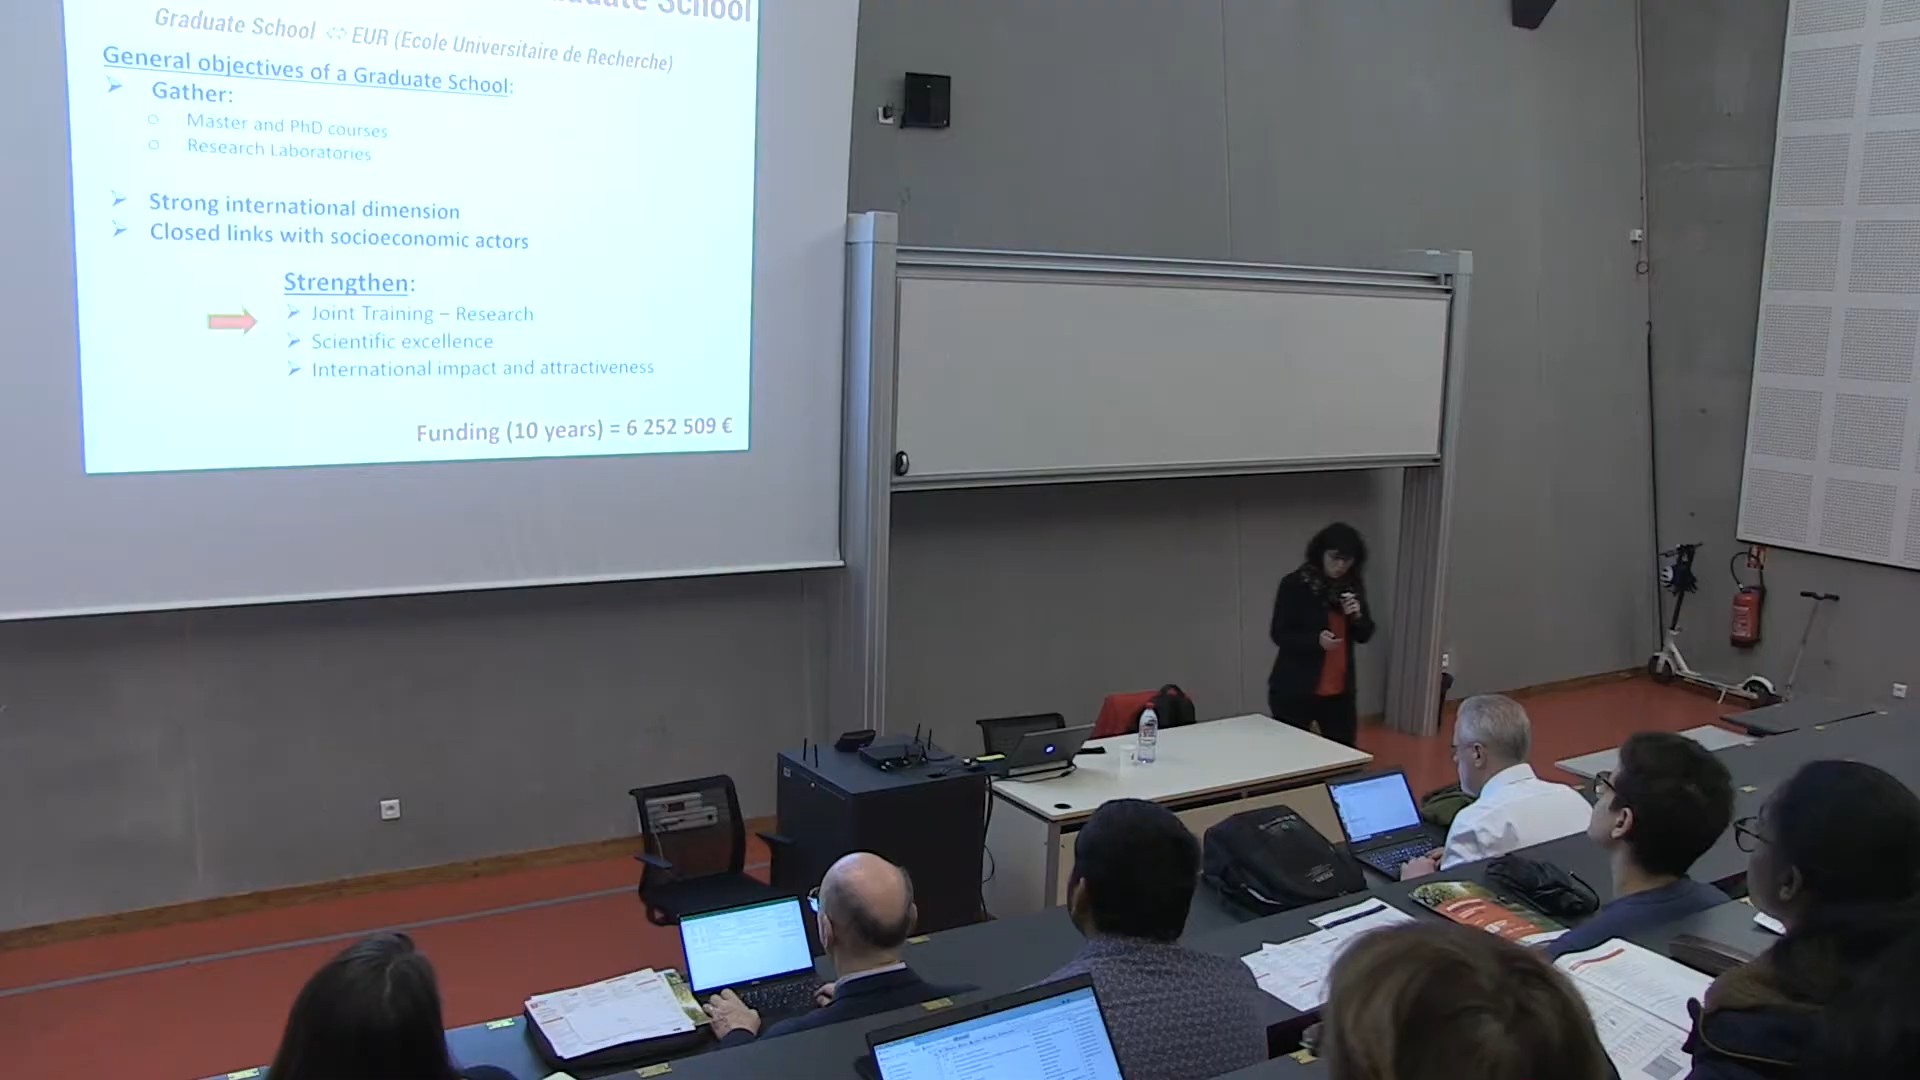 Graduate School
Graduate School ⇔ EUR (Ecole Universitaire de Recherche)
General objectives of a Graduate School:
➢ Gather:
o Master and PhD courses
o Research Laboratories
➢ Strong international dimension
➢ Closed links with socioeconomic actors
Strengthen:
➢ Joint Training – Research
➢ Scientific excellence
➢ International impact and attractiveness
Funding (10 years) = 6 252 509 €